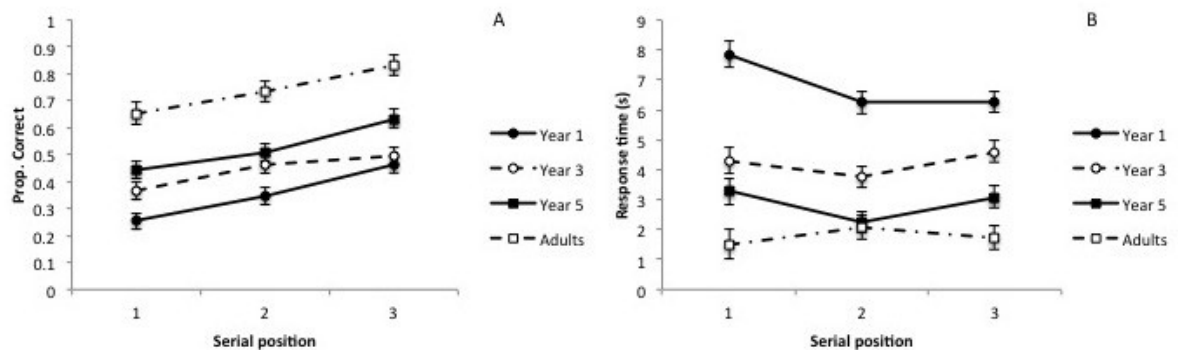 A
Prop. Correct
1
0.9
0.8
0.7
0.6
0.5
0.4
0.3
0.2
0.1
0
1 2 3
Serial position
Year 1
Year 3
Year 5
Adults
B
Response time (s)
9
8
7
6
5
4
3
2
1
0
1 2 3
Serial position
Year 1
Year 3
Year 5
Adults